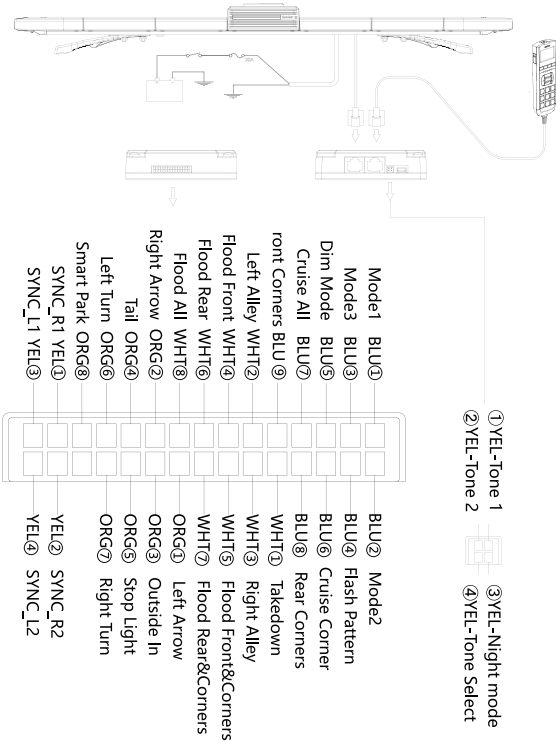 20A
Mode1 BLU①
Mode3 BLU③
Dim Mode BLU⑤
Cruise All BLU⑦
ront Corners BLU ⑨
Left Alley WHT②
Flood Front WHT④
Flood Rear WHT⑥
Flood All WHT⑧
Right Arrow ORG②
Tail ORG④
Left Turn ORG⑥
Smart Park ORG⑧
SYNC_R1 YEL①
SYNC_L1 YEL③
BLU② Mode2
BLU④ Flash Pattern
BLU⑥ Cruise Corner
BLU⑧ Rear Corners
WHT① Takedown
WHT③ Right Alley
WHT⑤ Flood Front&Corners
WHT⑦ Flood Rear&Corners
ORG① Left Arrow
ORG③ Outside In
ORG⑤ Stop Light
ORG⑦ Right Turn
YEL② SYNC_R2
YEL④ SYNC_L2
①YEL-Tone 1
②YEL-Tone 2
③YEL-Night mode
④YEL-Tone Select